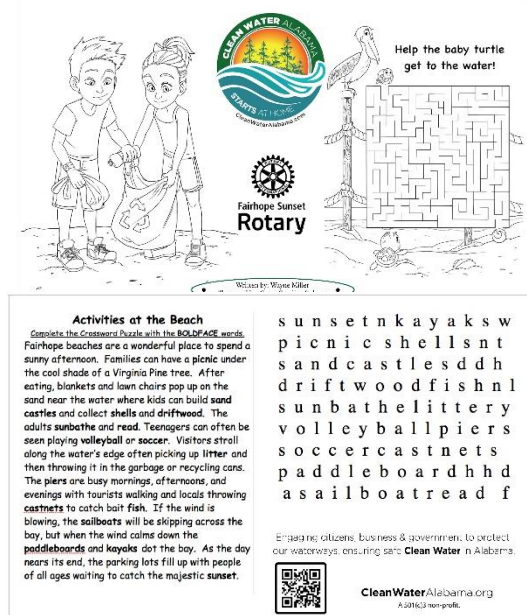 CLEAN WATER ALABAMA
STARTS AT HOME
CleanWaterAlabama.com
Help the baby turtle
get to the water!
Fairhope Sunset
Rotary
Written by: Wayne Miller
Activities at the Beach
Complete the Crossword Puzzle with the BOLDFACE words.
Fairhope beaches are a wonderful place to spend a
sunny afternoon. Families can have a picnic under
the cool shade of a Virginia Pine tree. After
eating, blankets and lawn chairs pop up on the
sand near the water where kids can build sand
castles and collect shells and driftwood. The
adults sunbathe and read. Teenagers can often be
seen playing volleyball or soccer. Visitors stroll
along the water's edge often picking up litter and
then throwing it in the garbage or recycling cans.
The piers are busy mornings, afternoons, and
evenings with tourists walking and locals throwing
castnets to catch bait fish. If the wind is
blowing, the sailboats will be skipping across the
bay, but when the wind calms down the
paddleboards and kayaks dot the bay. As the day
nears its end, the parking lots fill up with people
of all ages waiting to catch the majestic sunset.
s u n s e t n k a y a k s w
p i c n i c s h e l l s n t
s a n d c a s t l e s d d h
d r i f t w o o d f i s h n l
s u n b a t h e l i t t e r y
v o l l e y b a l l p i e r s
s o c c e r c a s t n e t s
p a d d l e b o a r d h h d
a s a i l b o a t r e a d f
Engaging citizens, business & government to protect
our waterways, ensuring safe Clean Water in Alabama.
CleanWaterAlabama.org
A 501(c)3 non-profit.